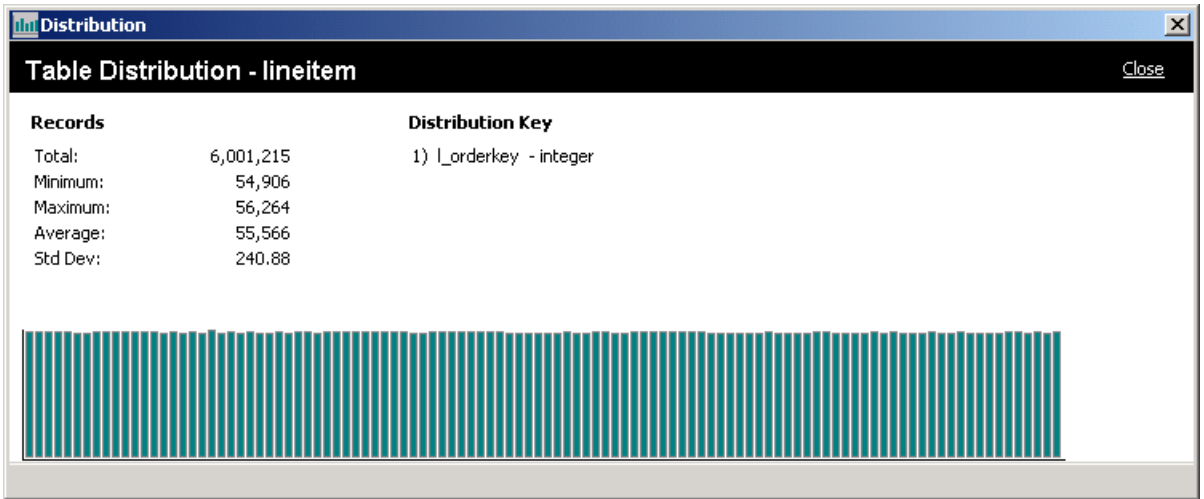 Distribution
Table Distribution - lineitem
Close
Records
Distribution Key
Total: 6,001,215
1) l_orderkey - integer
Minimum: 54,906
Maximum: 56,264
Average: 55,566
Std Dev: 240.88